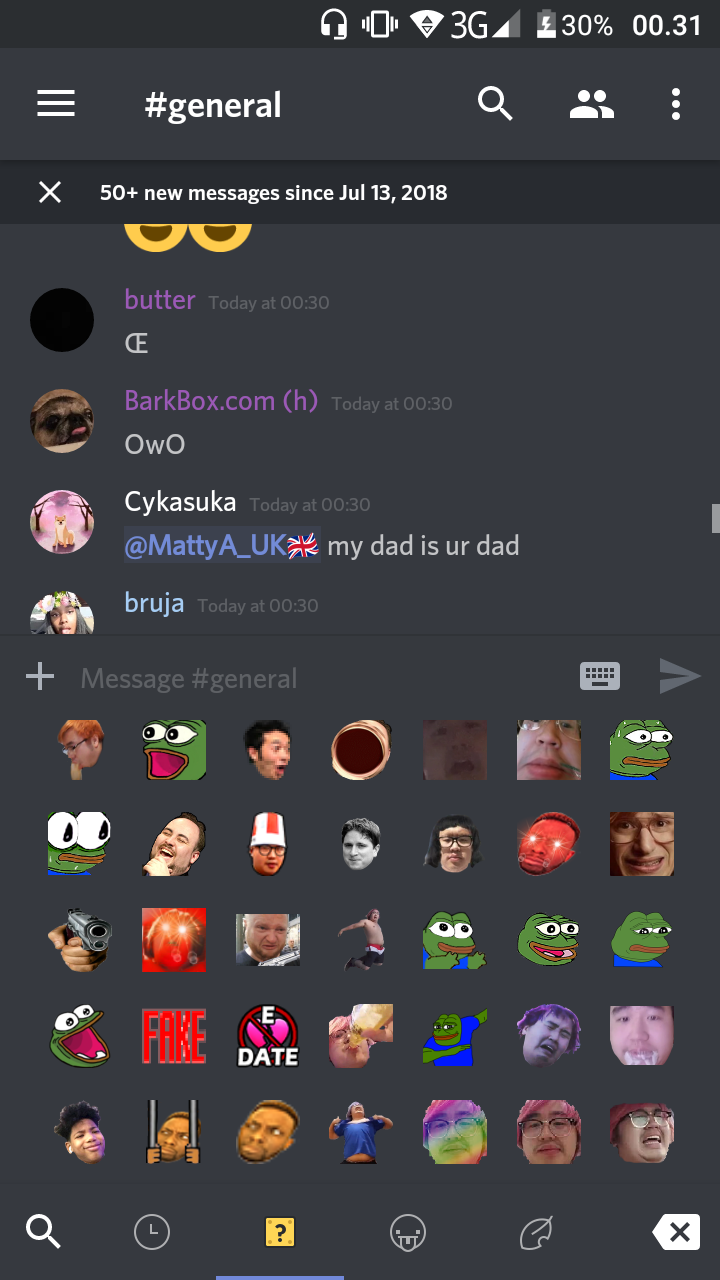 3G 30% 00.31
#general
50+ new messages since Jul 13, 2018
butter Today at 00:30
Œ
BarkBox.com (h) Today at 00:30
OwO
Cykasuka Today at 00:30
@MattyA_UK🇬🇧 my dad is ur dad
bruja Today at 00:30
Message #general
FAKE
E
DATE
?